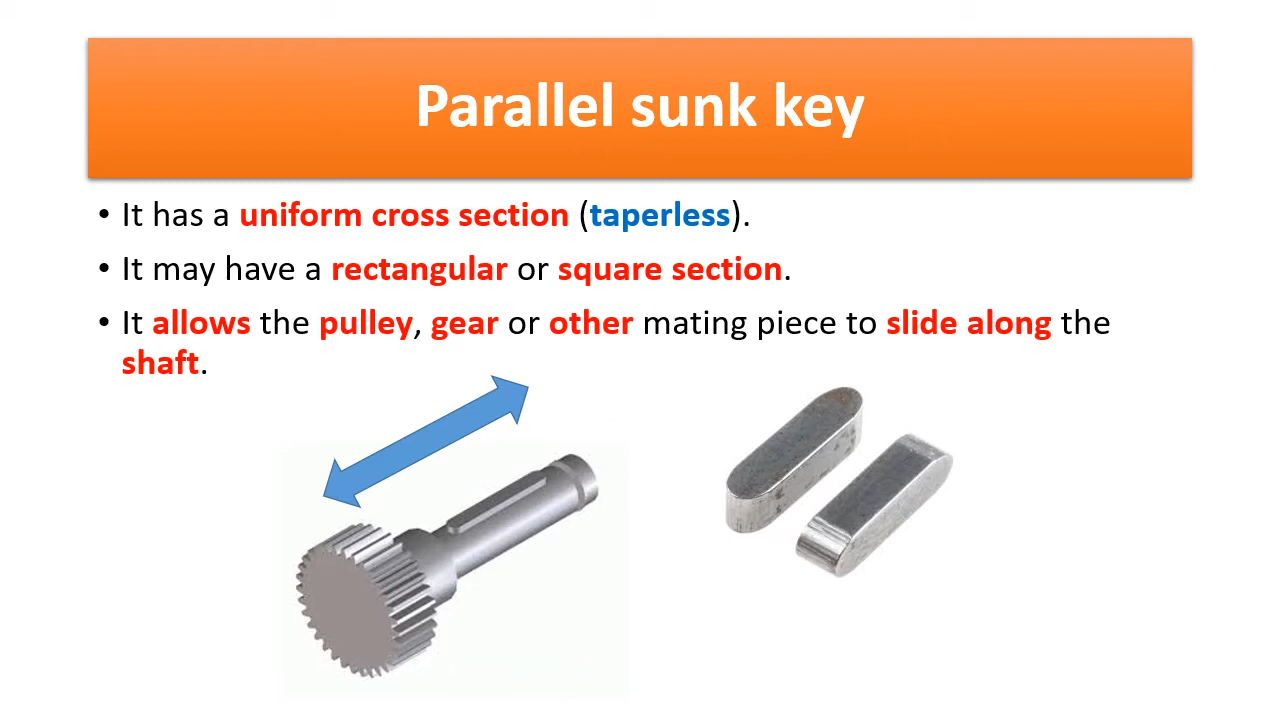 Parallel sunk key
• It has a uniform cross section (taperless).
• It may have a rectangular or square section.
• It allows the pulley, gear or other mating piece to slide along the
shaft.